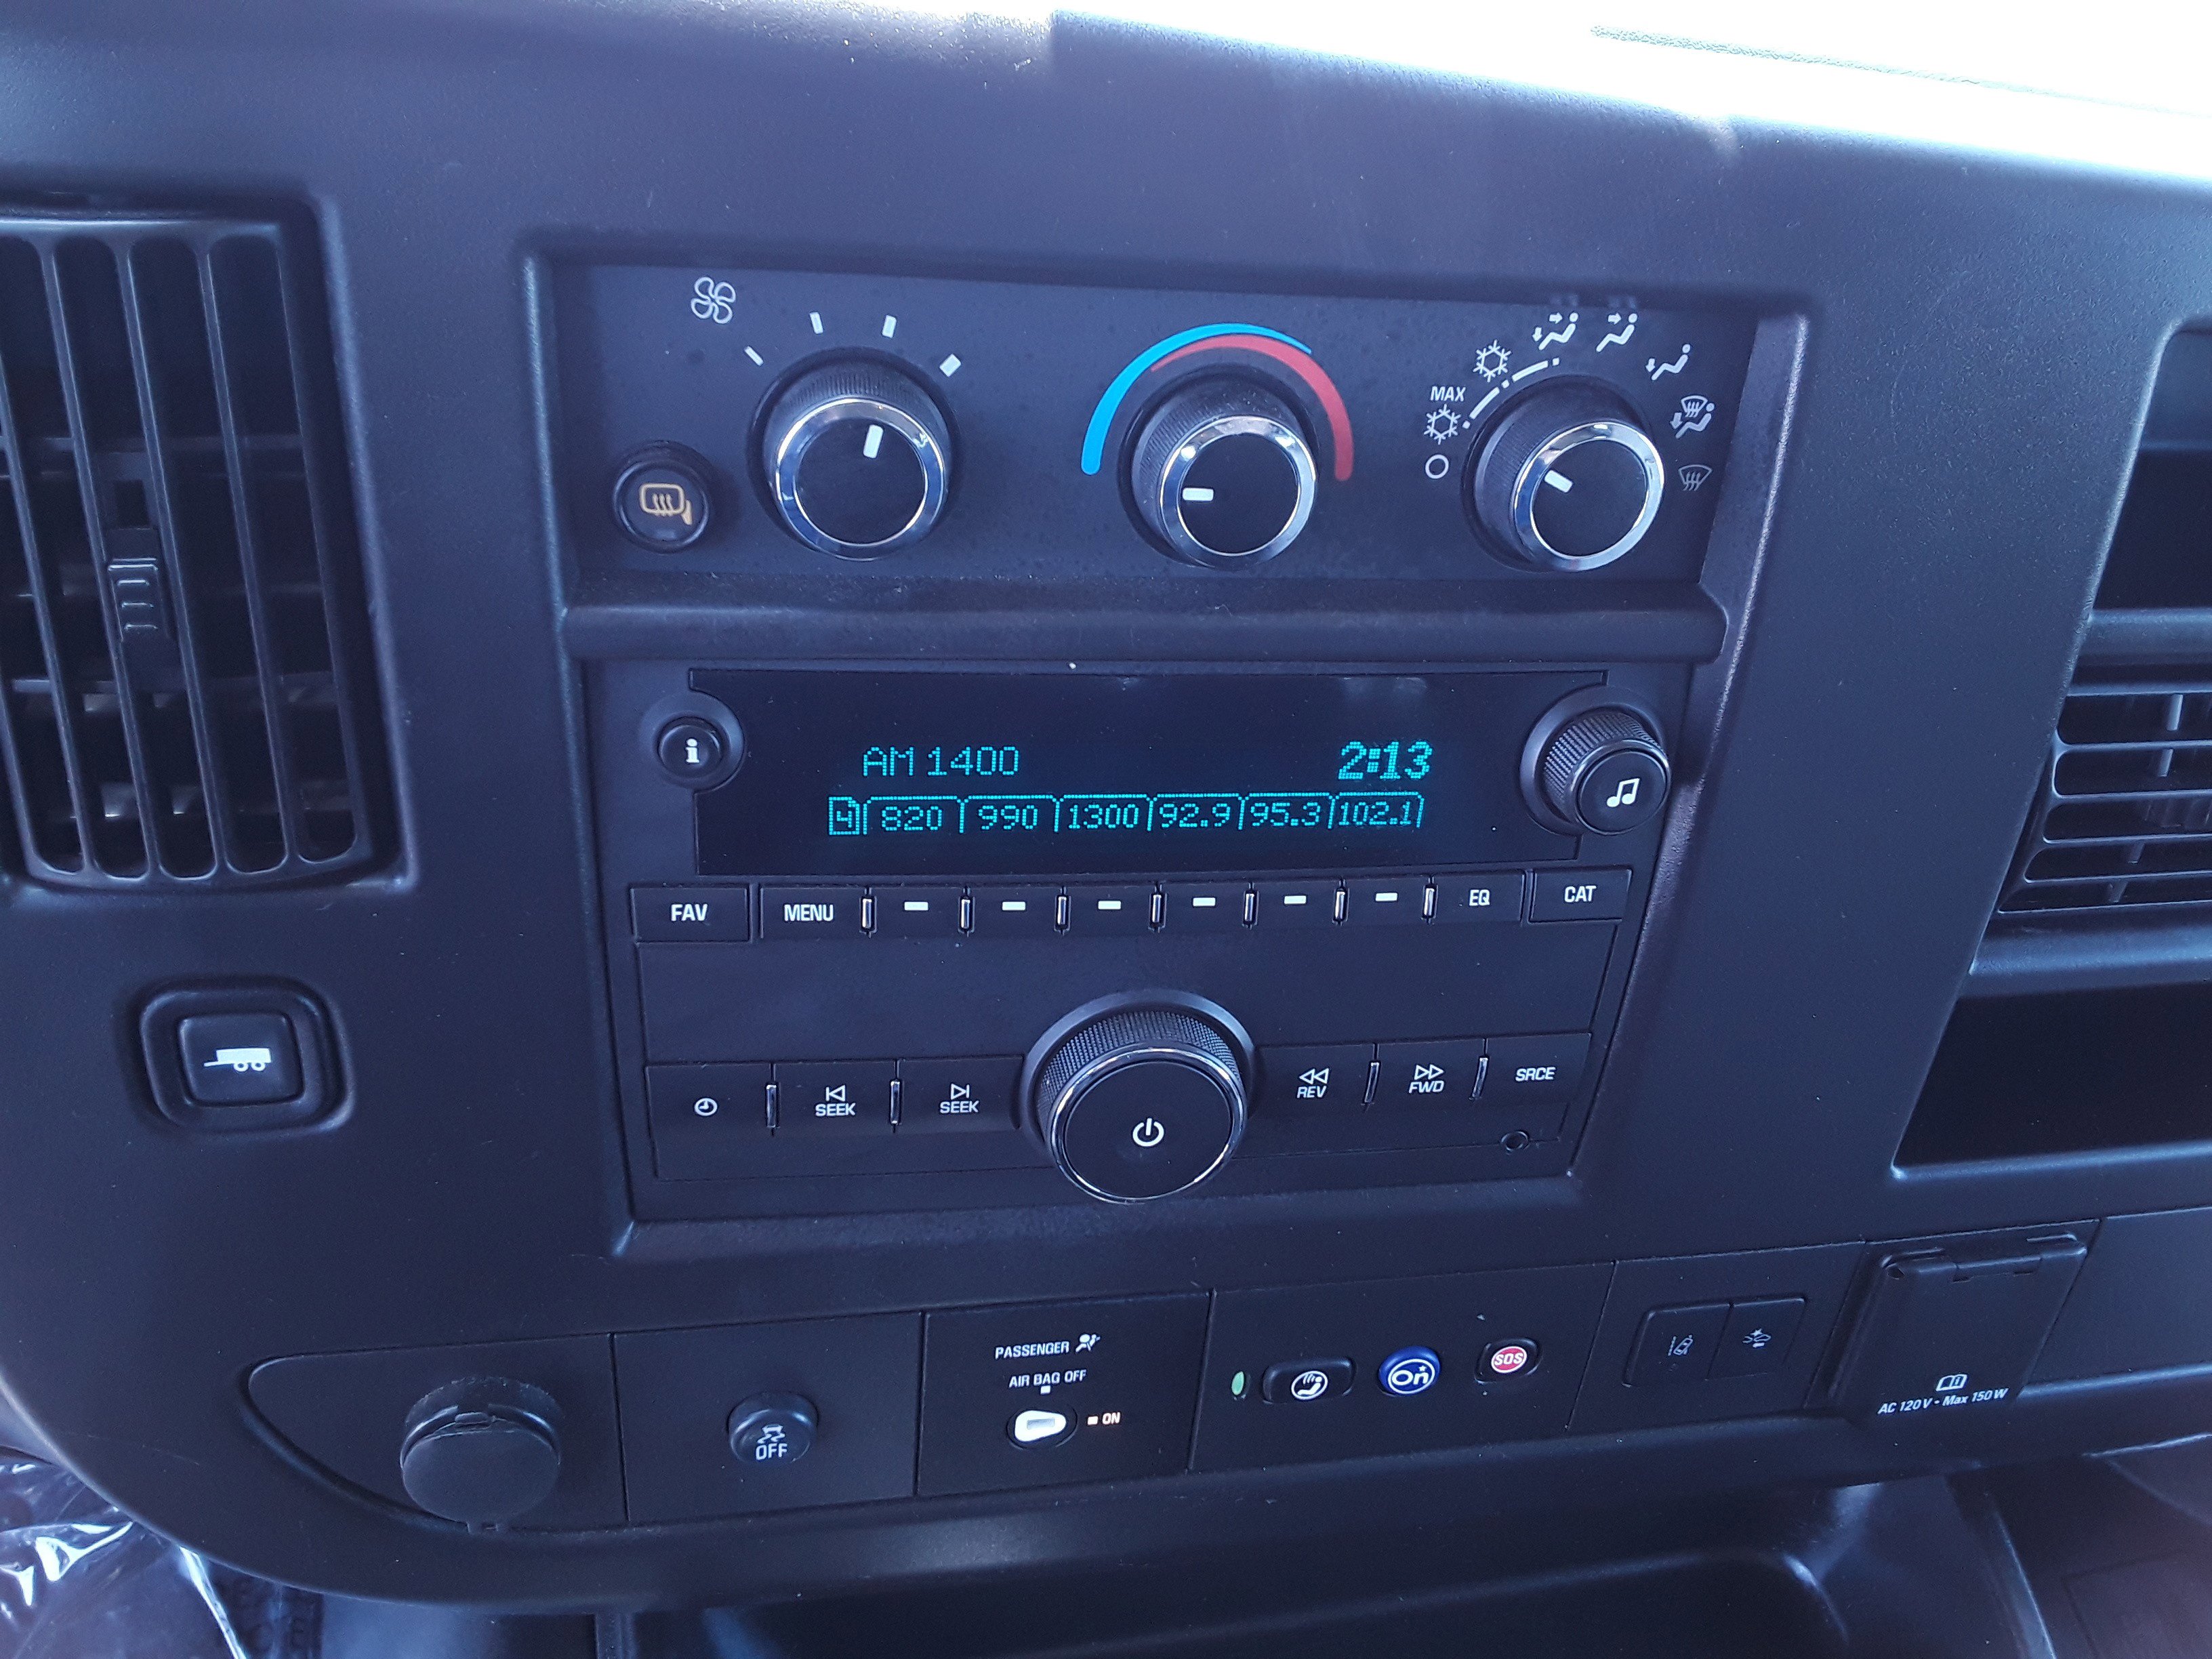 MAX
AM 1400 2:13
4 820 990 1300 92.9 95.3 102.1
i
FAV MENU EQ CAT
SEEK SEEK REV FWD SRCE
PASSENGER
AIR BAG OFF
ON
OFF
On
SOS
AC 120V • Max 150W